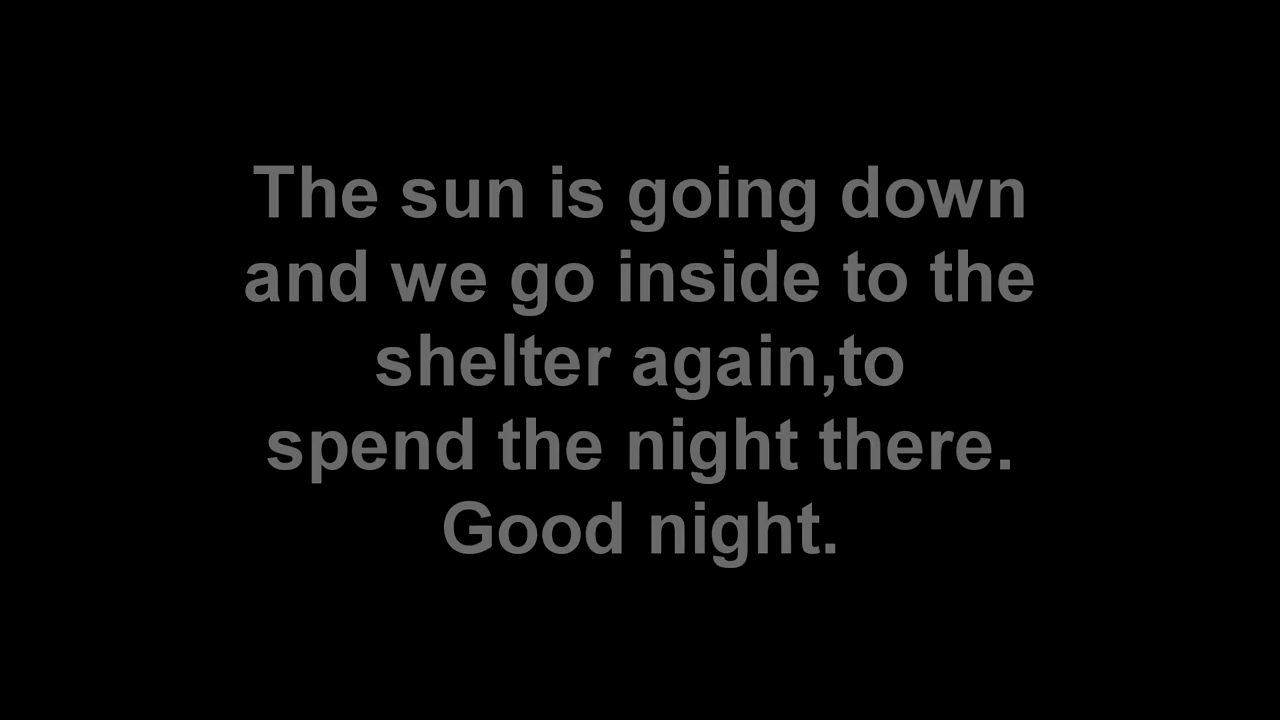 The sun is going down
and we go inside to the
shelter again,to
spend the night there.
Good night.